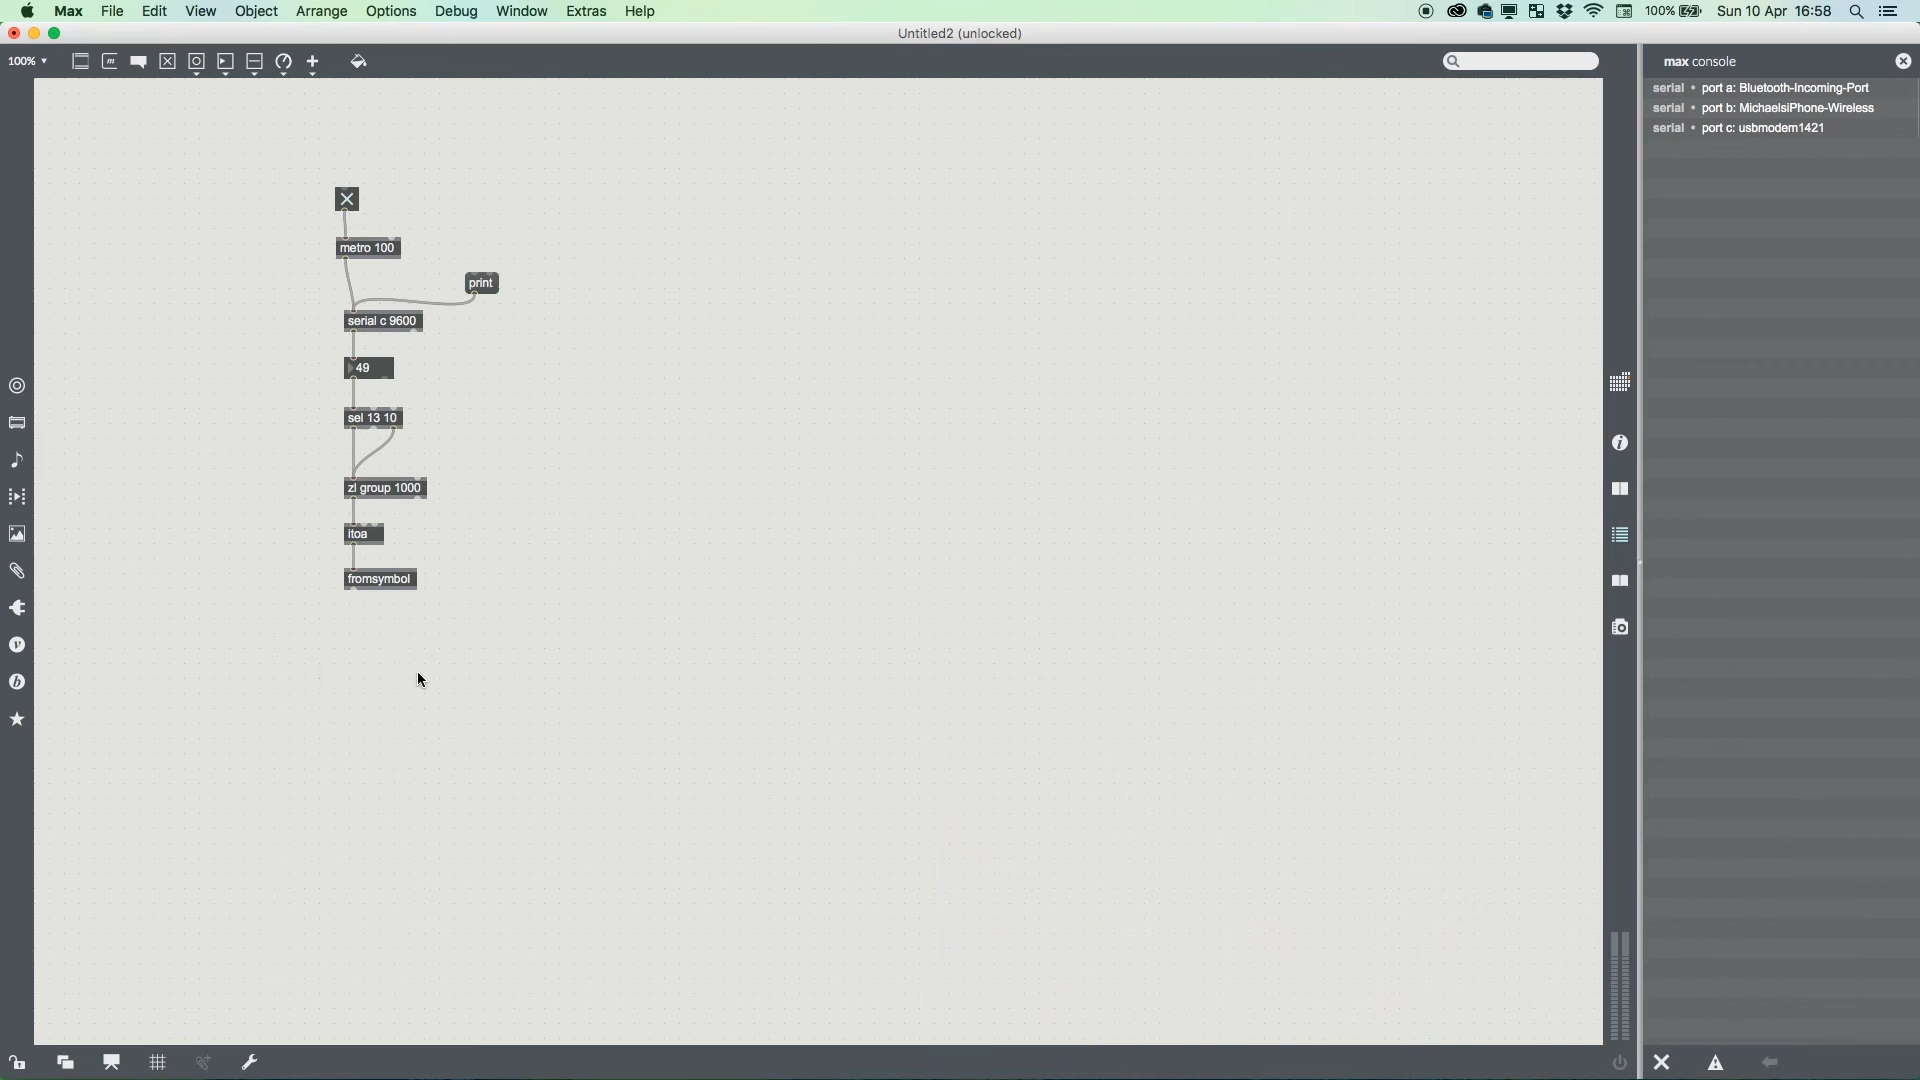 Max File Edit View Object Arrange Options Debug Window Extras Help
100% Sun 10 Apr 16:58
Untitled2 (unlocked)
100%
max console
serial • port a: Bluetooth-Incoming-Port
serial • port b: MichaelsiPhone-Wireless
serial • port c: usbmodem1421
metro 100
print
serial c 9600
49
sel 13 10
zl group 1000
itoa
fromsymbol